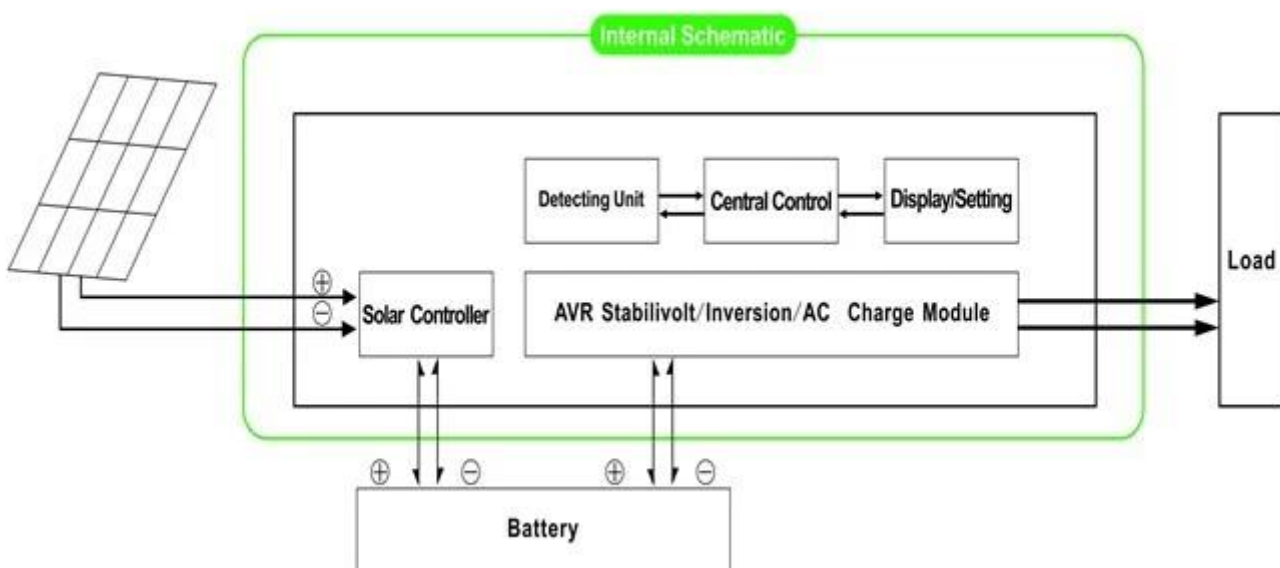 Internal Schematic
Detecting Unit
Central Control
Display/Setting
⊕
⊖
Solar Controller
AVR Stabilivolt/Inversion/AC Charge Module
Load
⊕ ⊖ ⊕ ⊖
Battery